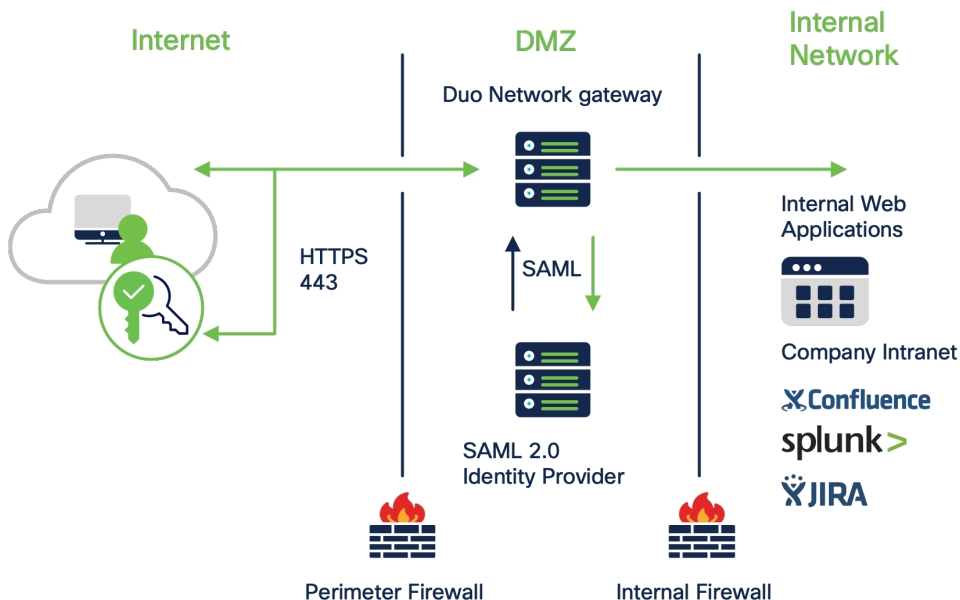 Internet
DMZ
Internal
Network
Duo Network gateway
HTTPS
443
SAML
SAML 2.0
Identity Provider
Internal Web
Applications
Company Intranet
Confluence
splunk>
JIRA
Perimeter Firewall
Internal Firewall